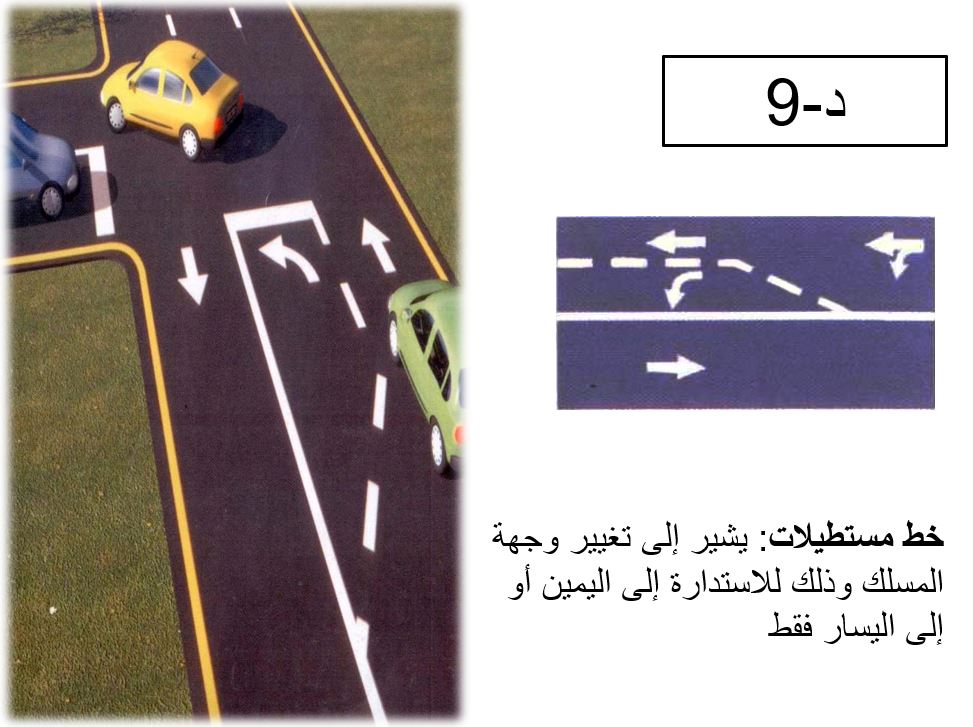 د-9
خط مستطيلات: يشير إلى تغيير وجهة
المسلك وذلك للاستدارة إلى اليمين أو
إلى اليسار فقط